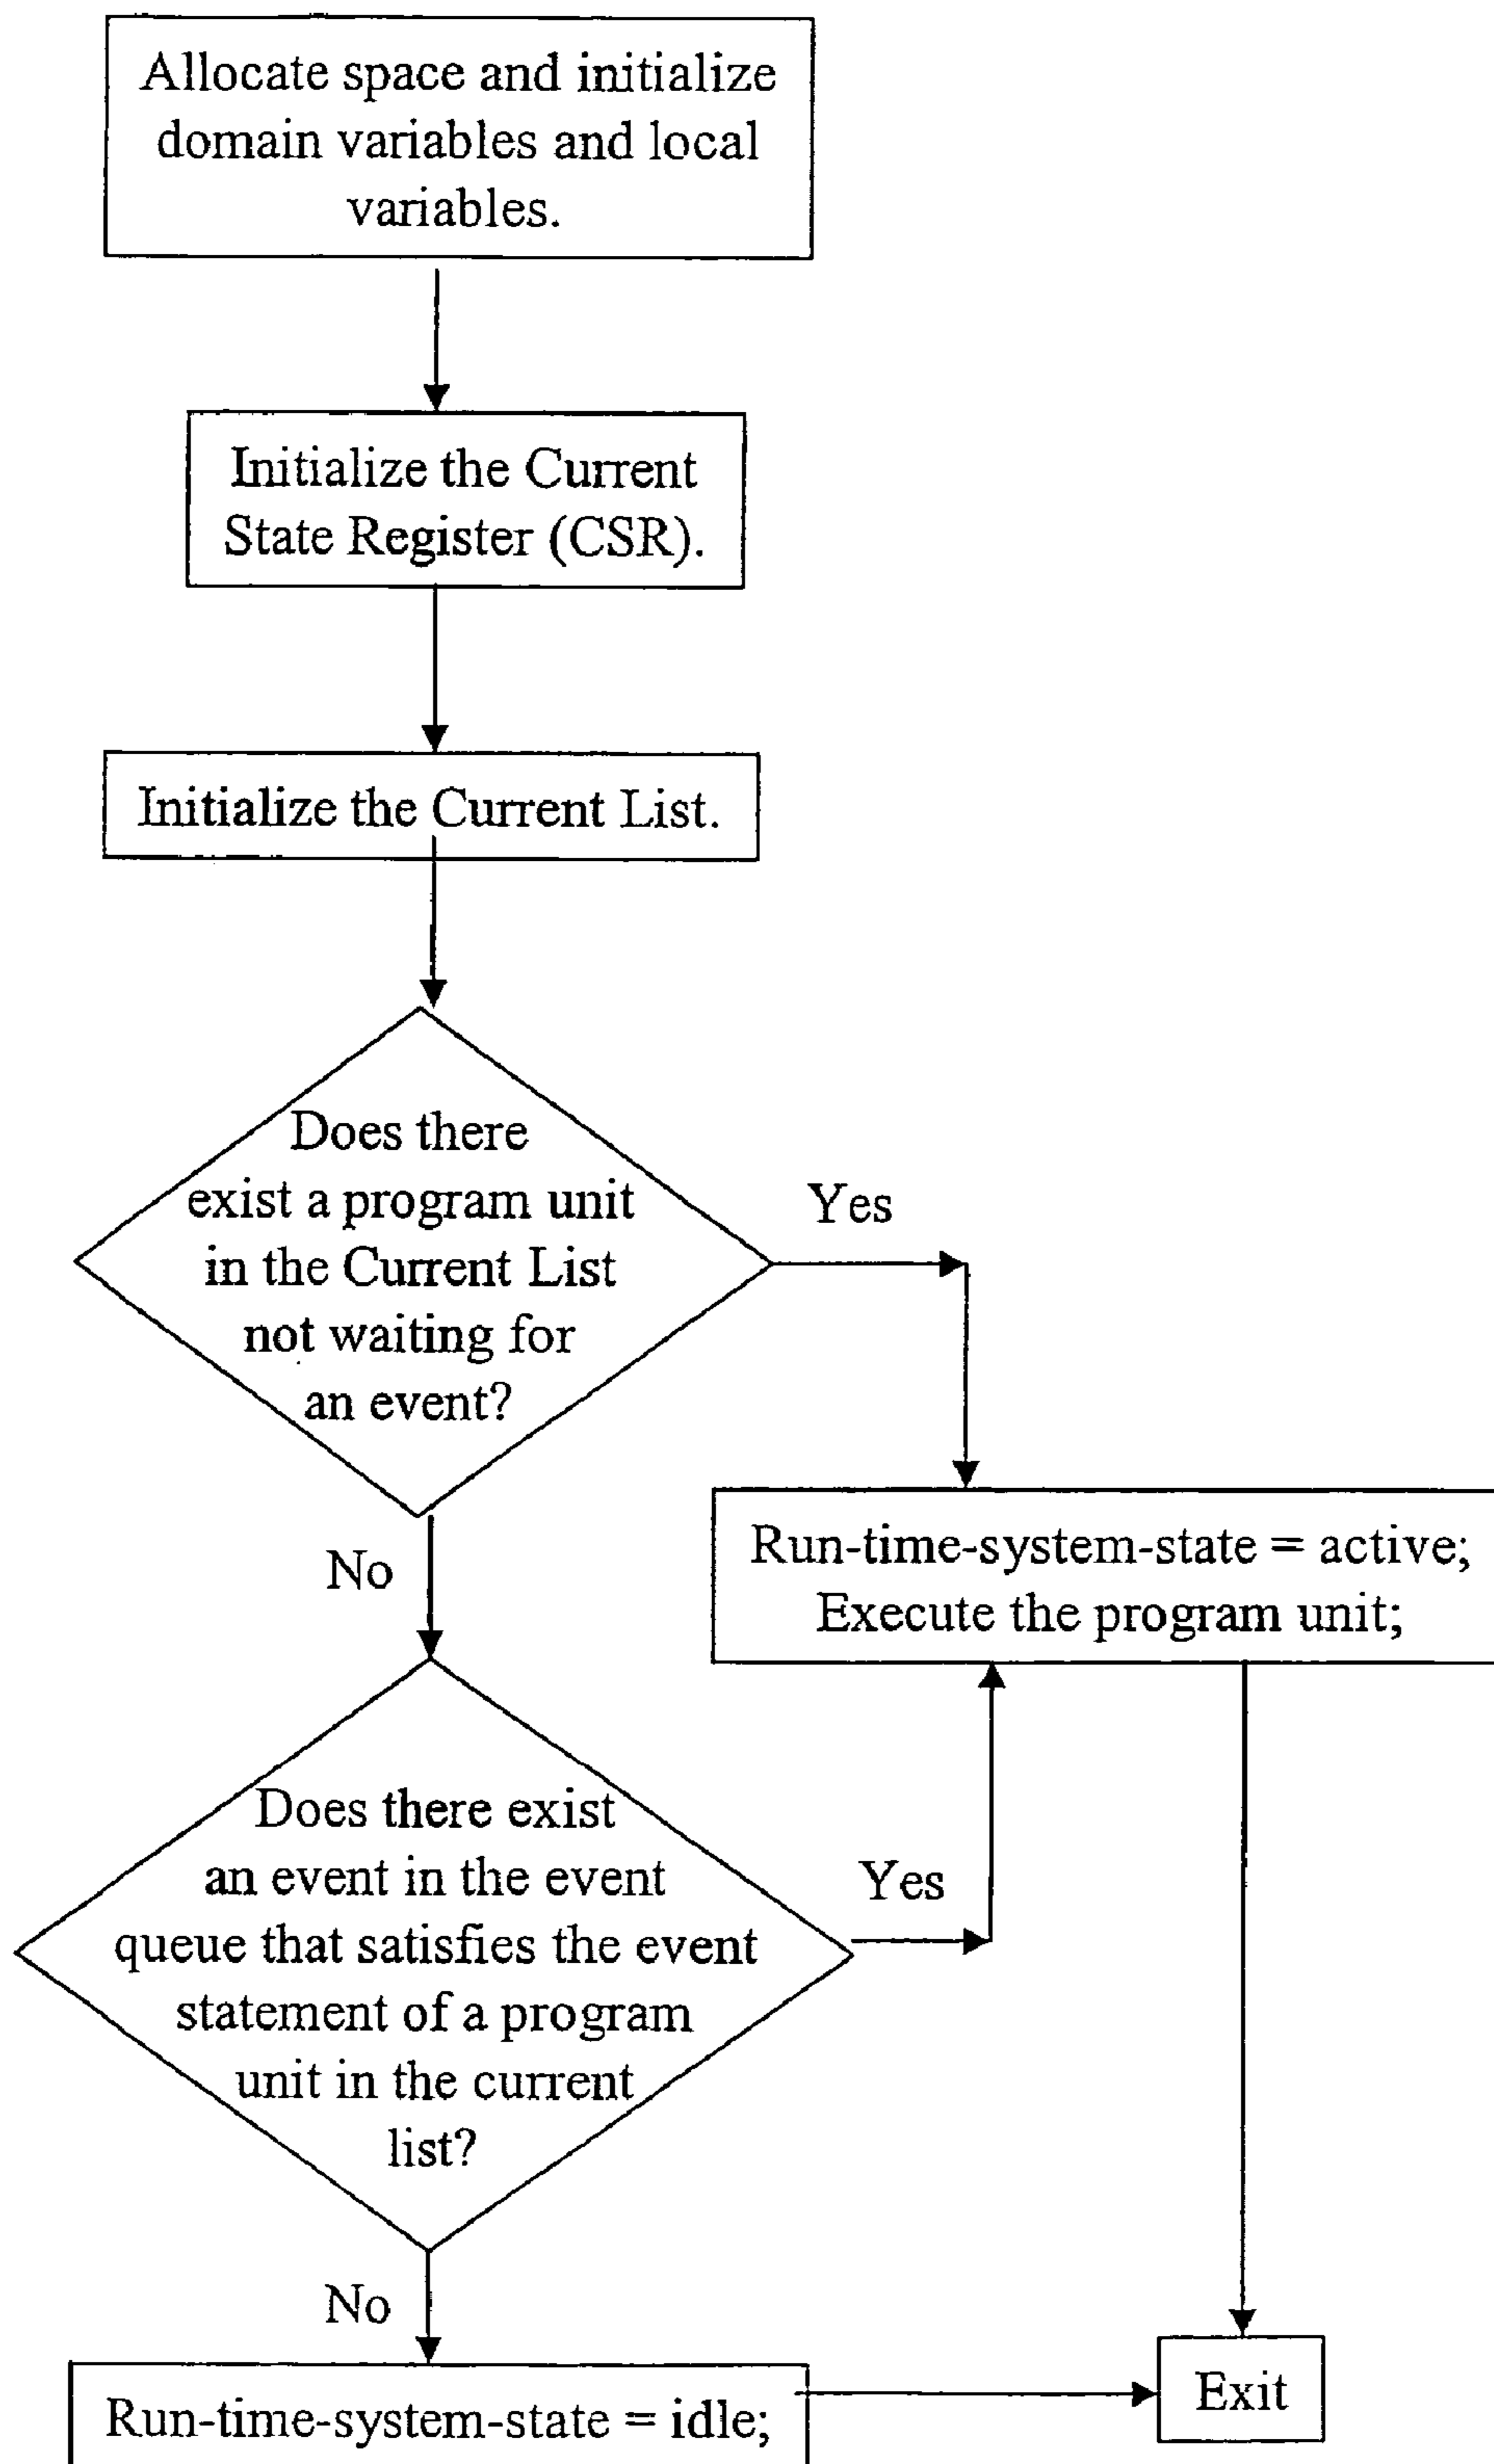 Allocate space and initialize
domain variables and local
variables.
Initialize the Current
State Register (CSR).
Initialize the Current List.
Does there
exist a program unit
in the Current List
not waiting for
an event?
Yes
No
Run-time-system-state = active;
Execute the program unit;
Does there exist
an event in the event
queue that satisfies the event
statement of a program
unit in the current
list?
Yes
No
Run-time-system-state = idle;
Exit